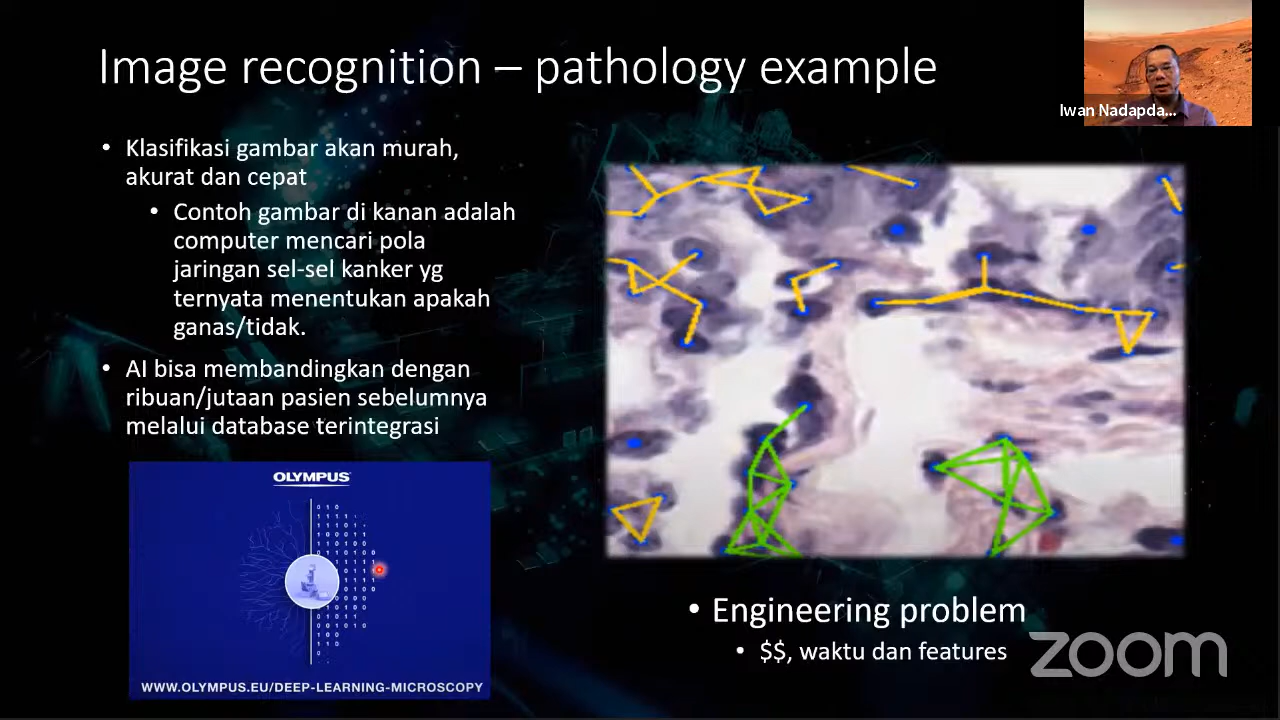 Image recognition – pathology example
Iwan Nadapda...
• Klasifikasi gambar akan murah,
akurat dan cepat
• Contoh gambar di kanan adalah
computer mencari pola
jaringan sel-sel kanker yg
ternyata menentukan apakah
ganas/tidak.
• AI bisa membandingkan dengan
ribuan/jutaan pasien sebelumnya
melalui database terintegrasi
OLYMPUS
WWW.OLYMPUS.EU/DEEP-LEARNING-MICROSCOPY
• Engineering problem
• $$, waktu dan features
zoom